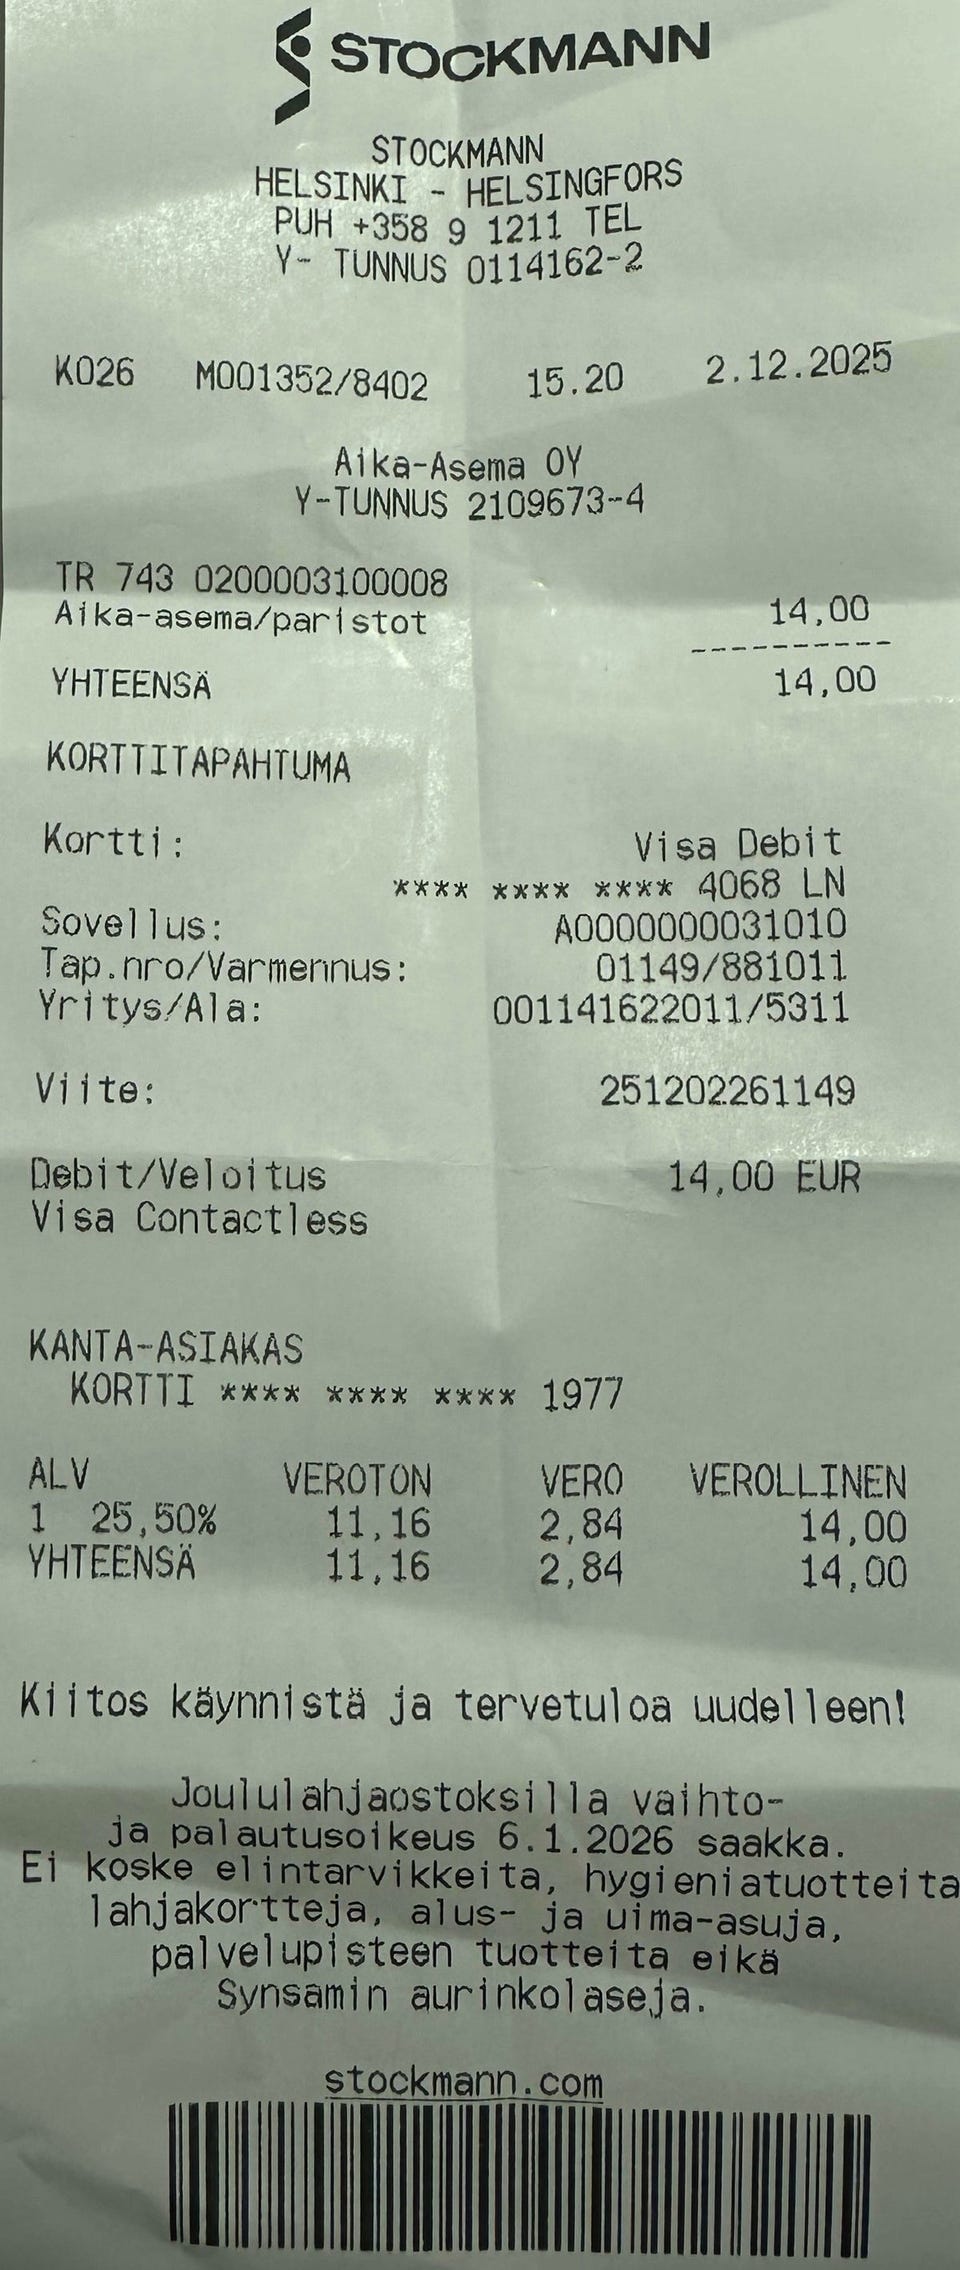 STOCKMANN
STOCKMANN
HELSINKI - HELSINGFORS
PUH +358 9 1211 TEL
Y- TUNNUS 0114162-2
K026 M001352/8402 15.20 2.12.2025
Aika-Asema OY
Y-TUNNUS 2109673-4
TR 743 0200003100008
Aika-asema/paristot 14,00
----------
YHTEENSÄ 14,00
KORTTITAPAHTUMA
Kortti: Visa Debit
**** **** **** 4068 LN
Sovellus: A0000000031010
Tap.nro/Varmennus: 01149/881011
Yritys/Ala: 001141622011/5311
Viite: 251202261149
Debit/Veloitus 14,00 EUR
Visa Contactless
KANTA-ASIAKAS
KORTTI **** **** **** 1977
ALV VEROTON VERO VEROLLINEN
1 25,50% 11,16 2,84 14,00
YHTEENSÄ 11,16 2,84 14,00
Kiitos käynnistä ja tervetuloa uudelleen!
Joululahjaostoksilla vaihto-
ja palautusoikeus 6.1.2026 saakka.
Ei koske elintarvikkeita, hygieniatuotteita
lahjakortteja, alus- ja uima-asuja,
palvelupisteen tuotteita eikä
Synsamin aurinkolaseja.
stockmann.com